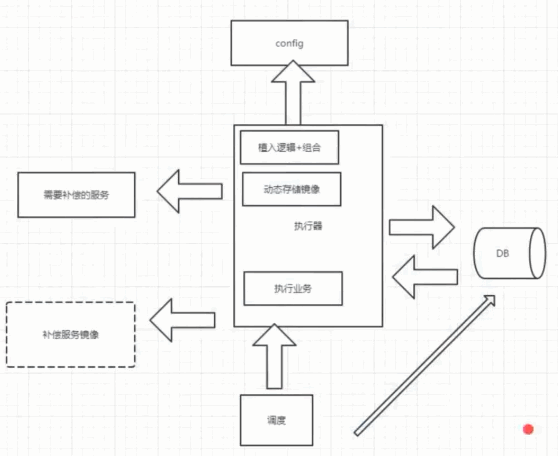 config
植入逻辑+组合
动态存储镜像
需要补偿的服务
执行器
DB
执行业务
补偿服务镜像
调度